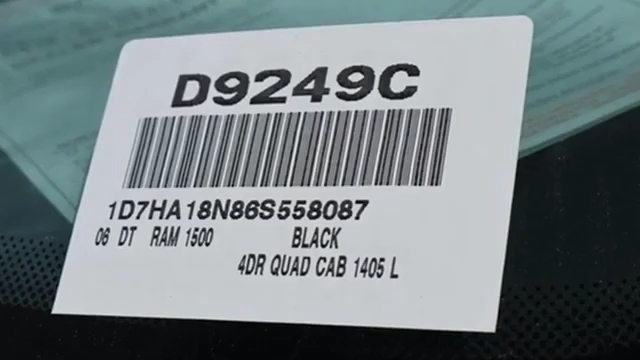 D9249C
1D7HA18N86S558087
06 DT RAM 1500 BLACK
4DR QUAD CAB 1405 L